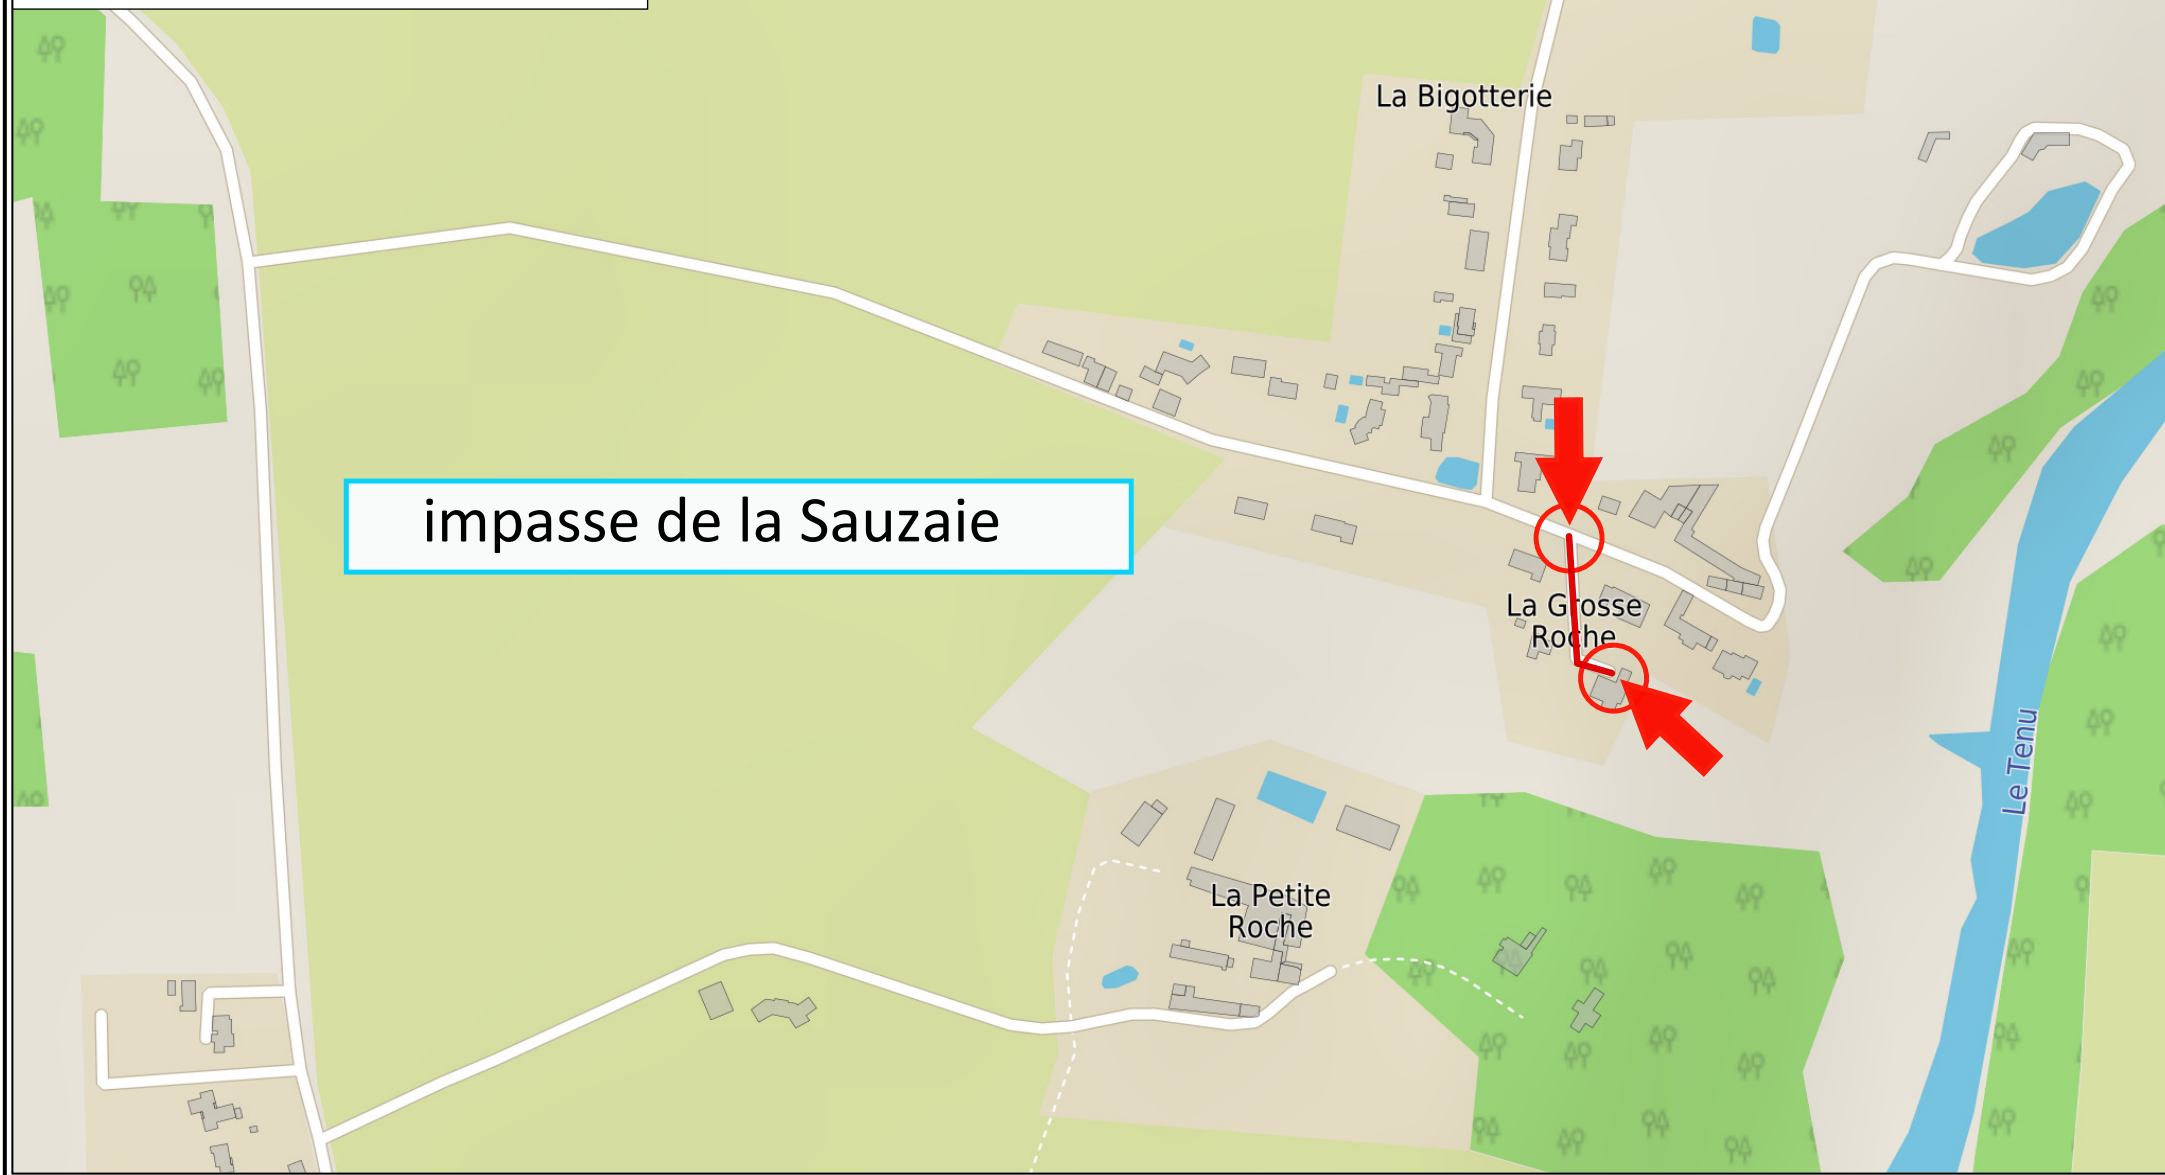 La Bigotterie
impasse de la Sauzaie
La Grosse
Roche
Le Tenu
La Petite
Roche